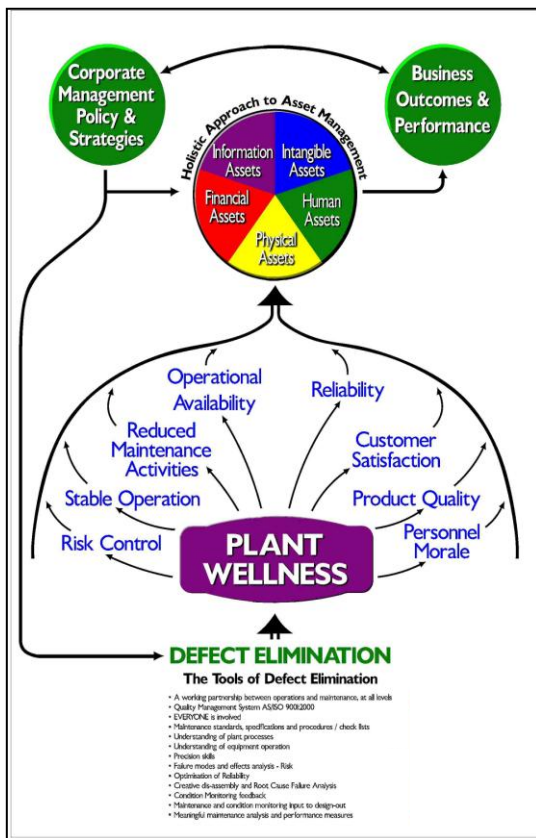 Corporate
Management
Policy &
Strategies
Business
Outcomes &
Performance
Holistic Approach to Asset Management
Information
Assets
Intangible
Assets
Financial
Assets
Human
Assets
Physical
Assets
Operational
Availability
Reliability
Reduced
Maintenance
Activities
Customer
Satisfaction
Stable Operation
Product Quality
Risk Control
Personnel
Morale
PLANT
WELLNESS
DEFECT ELIMINATION
The Tools of Defect Elimination
• A working partnership between operations and maintenance, at all levels
• Quality Management System AS/ISO 9001:2000
• EVERYONE is involved
• Maintenance standards, specifications and procedures / check lists
• Understanding of plant processes
• Understanding of equipment operation
• Precision skills
• Failure modes and effects analysis - Risk
• Optimisation of Reliability
• Creative dis-assembly and Root Cause Failure Analysis
• Condition Monitoring feedback
• Maintenance and condition monitoring input to design-out
• Meaningful maintenance analysis and performance measures